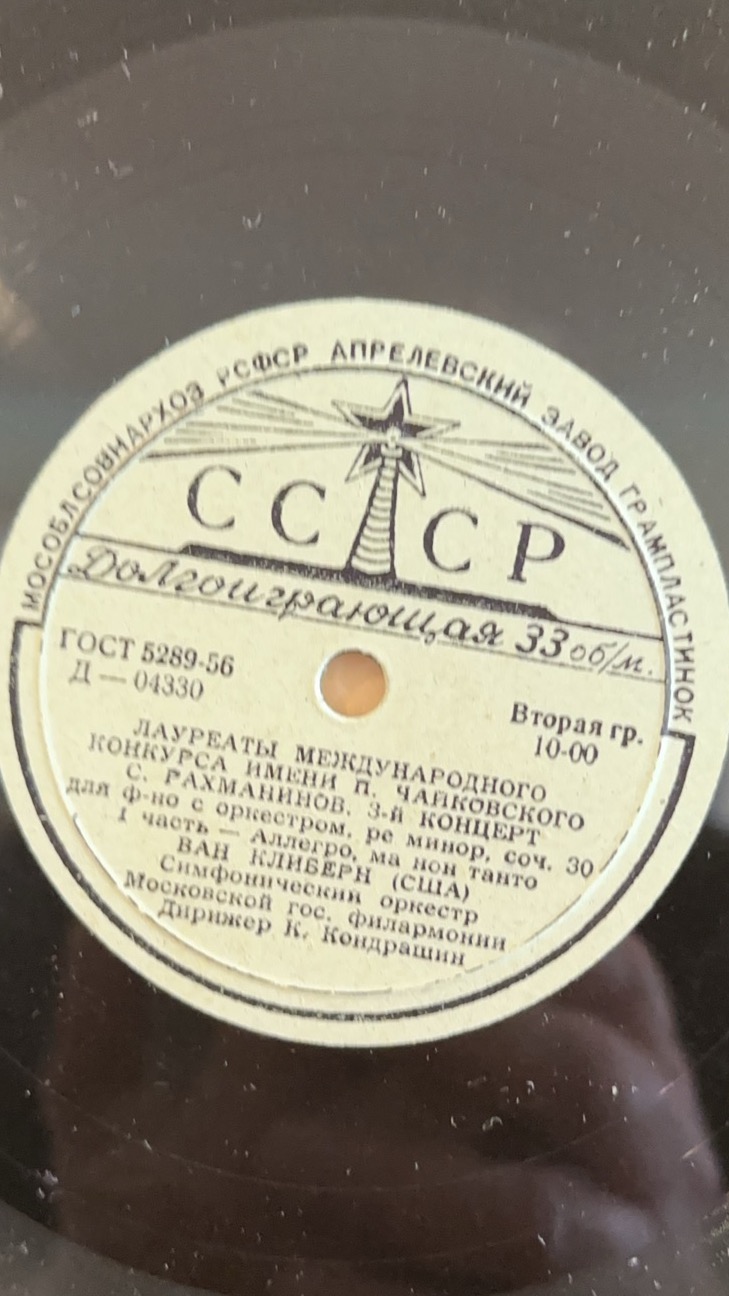 МОСОБЛСОВНАРХОЗ РСФСР АПРЕЛЕВСКИЙ ЗАВОД ГРАМПЛАСТИНОК
СССР
Долгоиграющая 33 об/м.
ГОСТ 5289-56
Д — 04330
Вторая гр.
10-00
ЛАУРЕАТЫ МЕЖДУНАРОДНОГО
КОНКУРСА ИМЕНИ П. ЧАЙКОВСКОГО
С. РАХМАНИНОВ. 3-й КОНЦЕРТ
для ф-но с оркестром, ре минор, соч. 30
I часть — Аллегро, ма нон танто
ВАН КЛИБЕРН (США)
Симфонический оркестр
Московской гос. филармонии
Дирижер К. Кондрашин